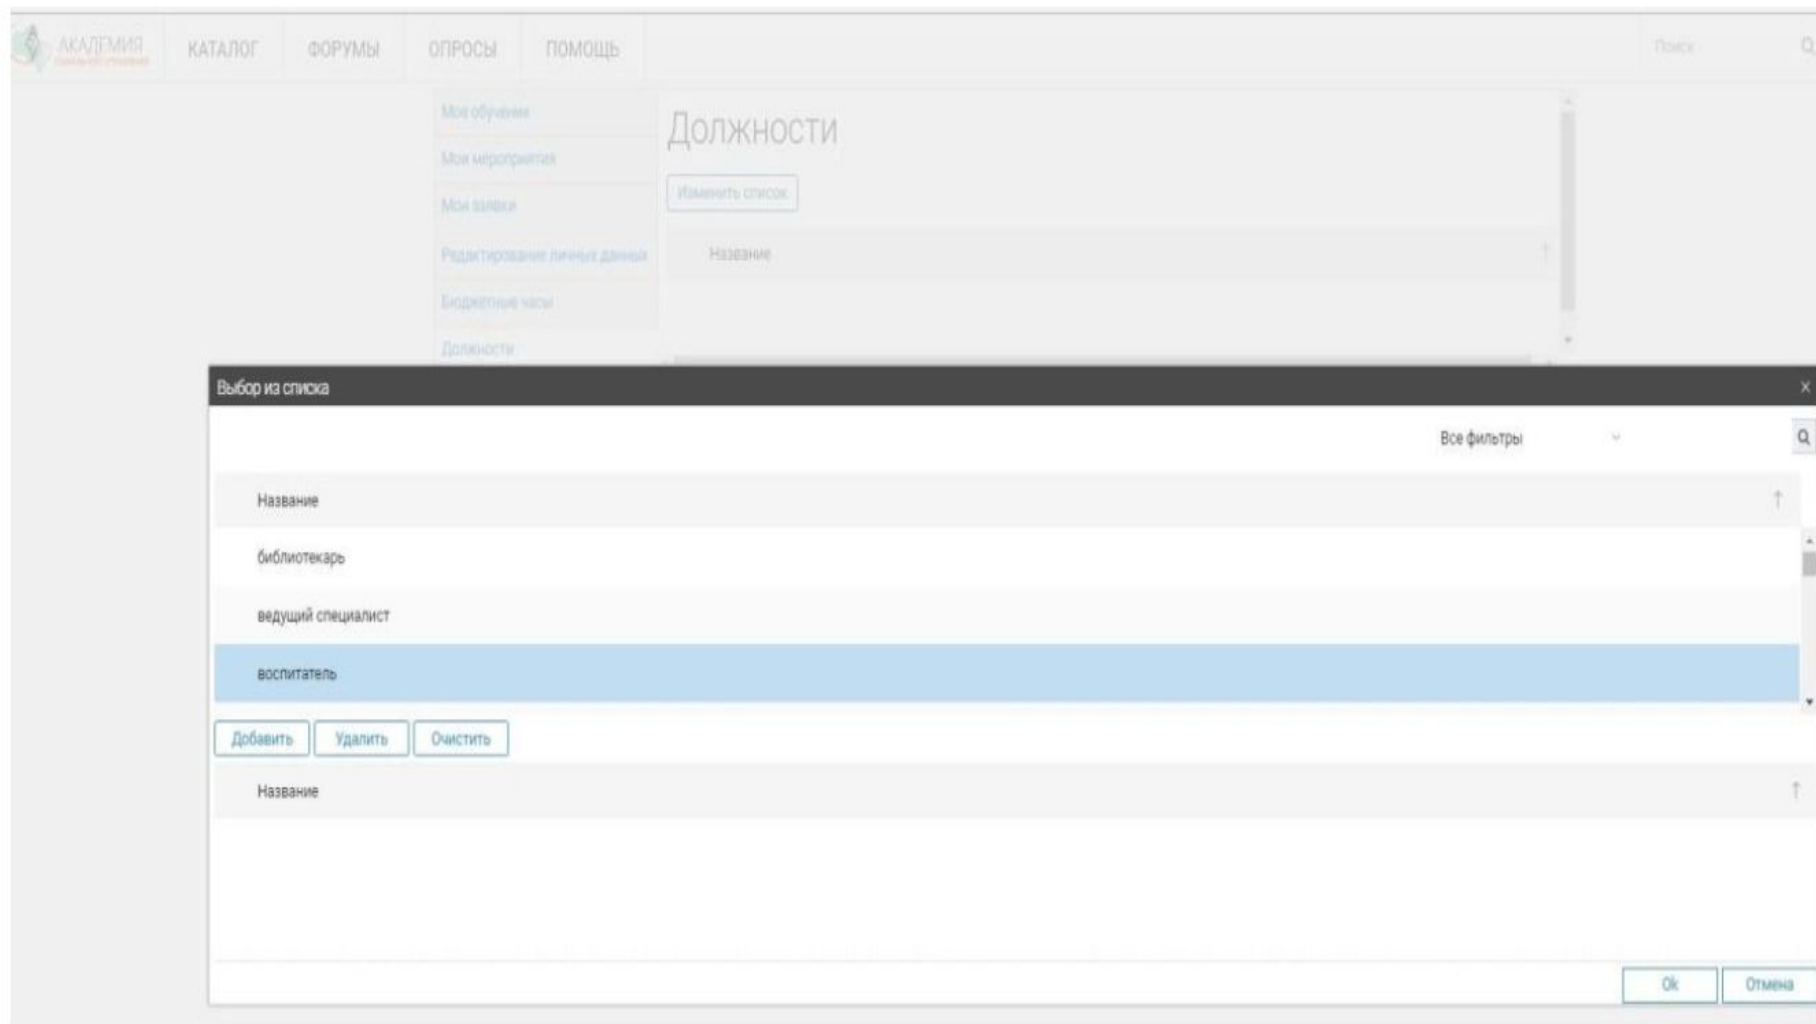 АКАДЕМИЯ
КАТАЛОГ ФОРУМЫ ОПРОСЫ ПОМОЩЬ
Поиск
Мое обучение
Мои мероприятия
Мои заявки
Редактирование личных данных
Бюджетные часы
Должности
Должности
Изменить список
Название
Выбор из списка
Все фильтры
Название
библиотекарь
ведущий специалист
воспитатель
Добавить Удалить Очистить
Название
Ok Отмена